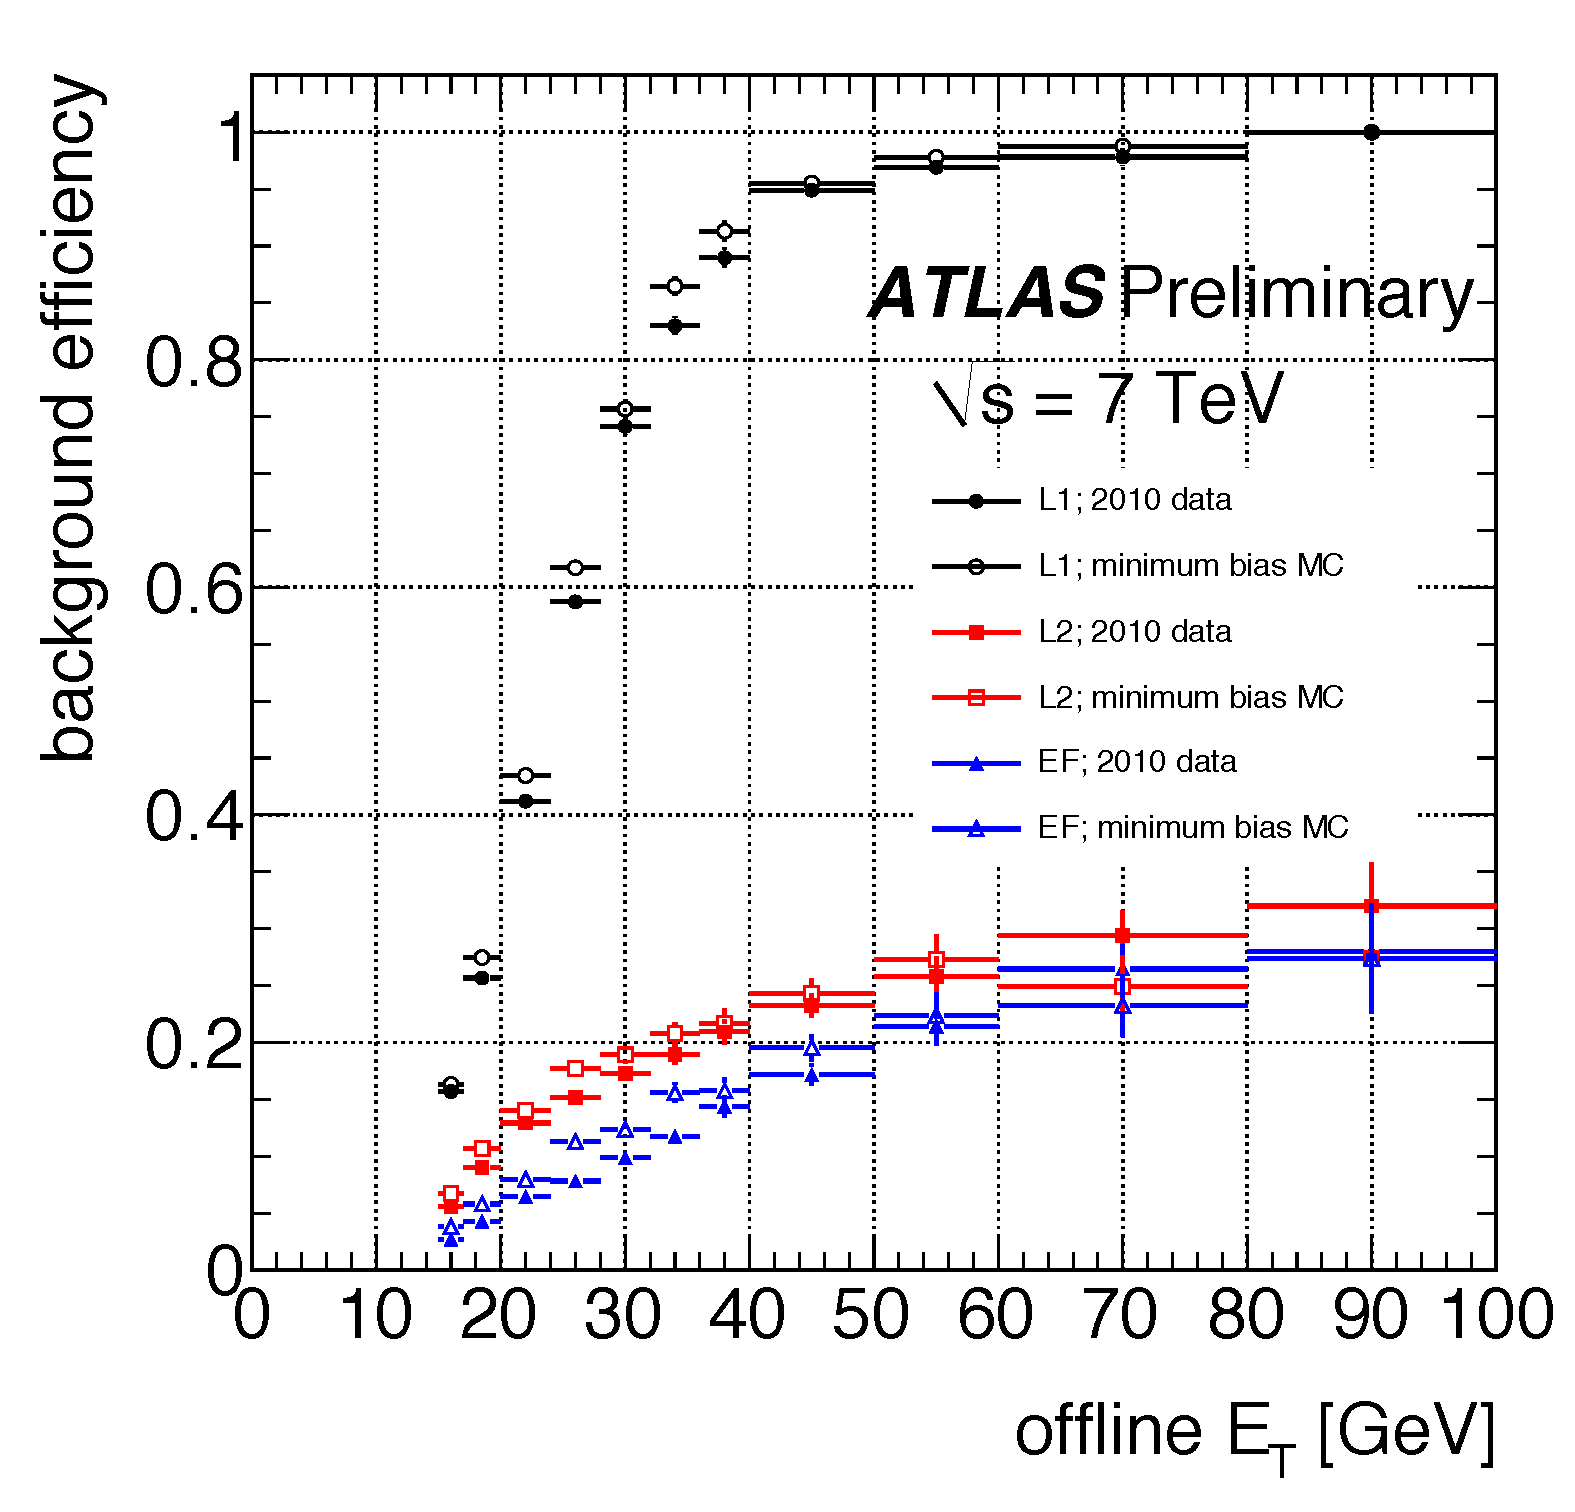 background efficiency
1
0.8
0.6
0.4
0.2
0
ATLAS Preliminary
√s = 7 TeV
L1; 2010 data
L1; minimum bias MC
L2; 2010 data
L2; minimum bias MC
EF; 2010 data
EF; minimum bias MC
0 10 20 30 40 50 60 70 80 90 100
offline E_T [GeV]